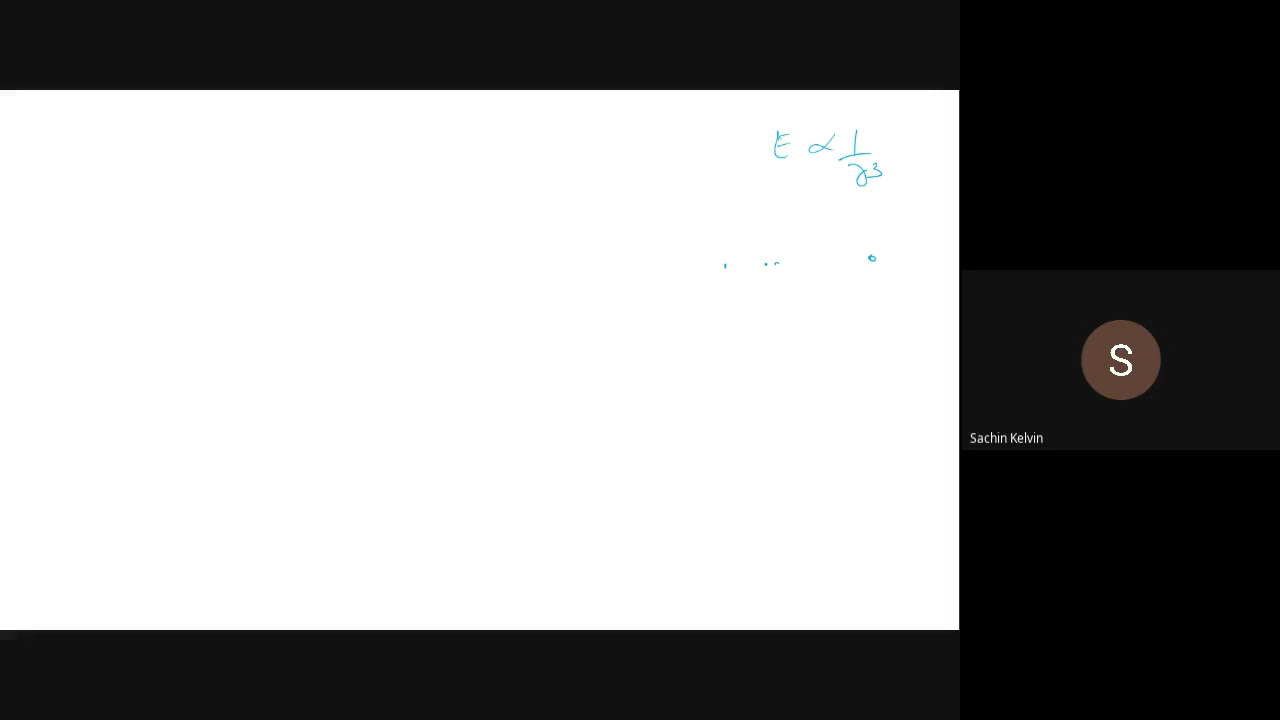 E ∝ 1/r³
S
Sachin Kelvin